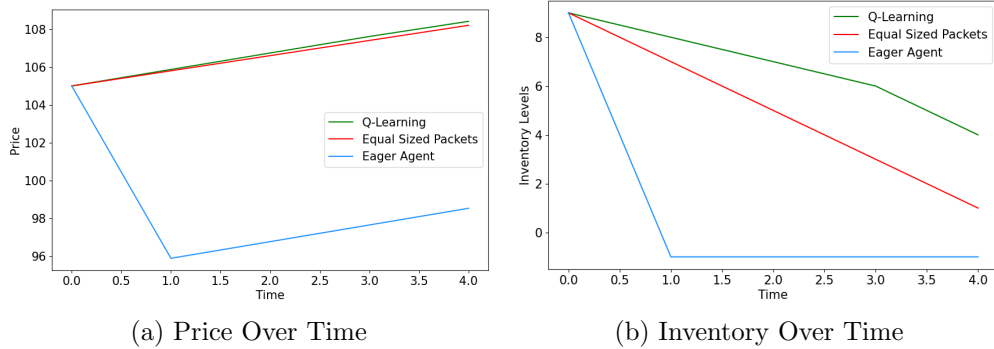 108
106
104
102
100
98
96
Price
Q-Learning
Equal Sized Packets
Eager Agent
0.0 0.5 1.0 1.5 2.0 2.5 3.0 3.5 4.0
Time
(a) Price Over Time
8
6
4
2
0
Inventory Levels
Q-Learning
Equal Sized Packets
Eager Agent
0.0 0.5 1.0 1.5 2.0 2.5 3.0 3.5 4.0
Time
(b) Inventory Over Time